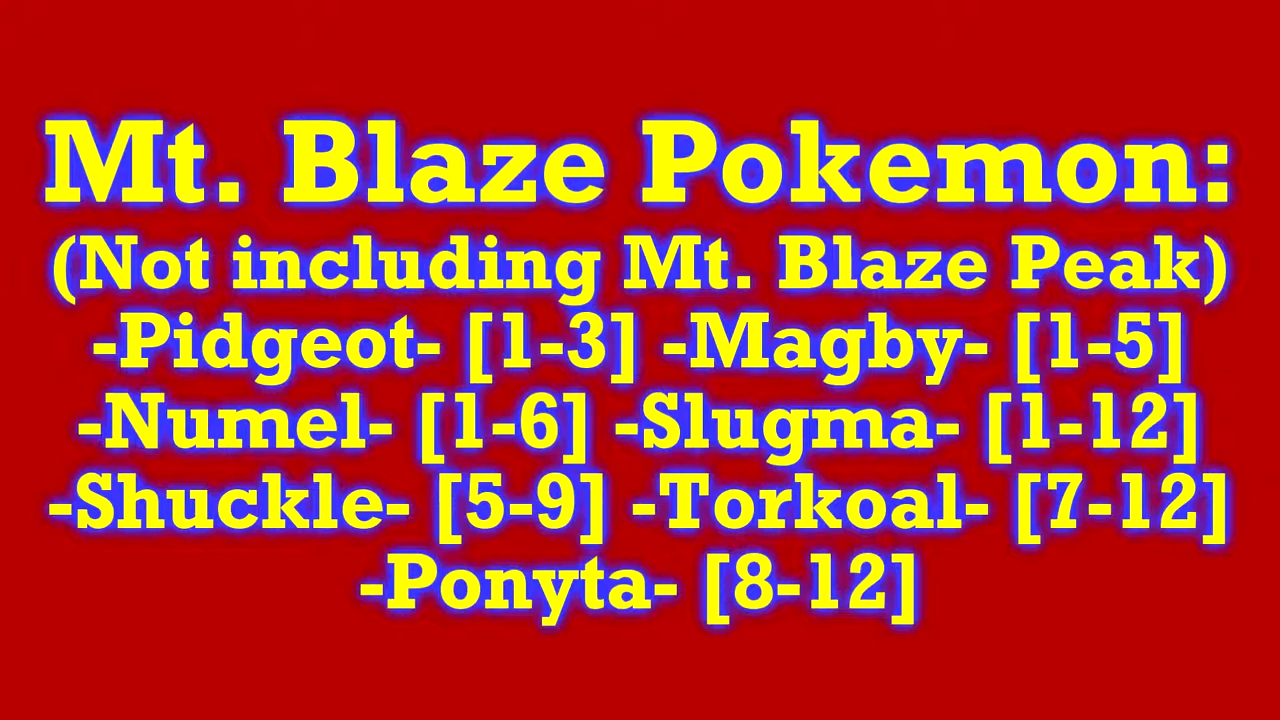 Mt. Blaze Pokemon:
(Not including Mt. Blaze Peak)
-Pidgeot- [1-3] -Magby- [1-5]
-Numel- [1-6] -Slugma- [1-12]
-Shuckle- [5-9] -Torkoal- [7-12]
-Ponyta- [8-12]